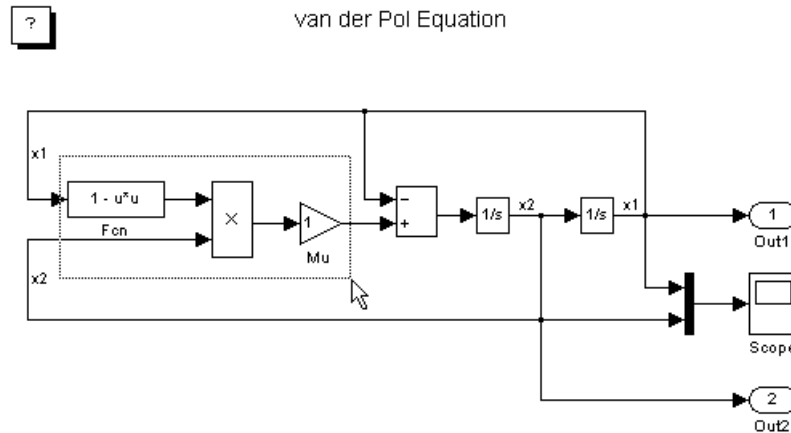 ?
van der Pol Equation
x1
1 - u*u
Fcn
×
1
Mu
x2
−
+
1/s
x2
1/s
x1
1
Out1
Scope
2
Out2